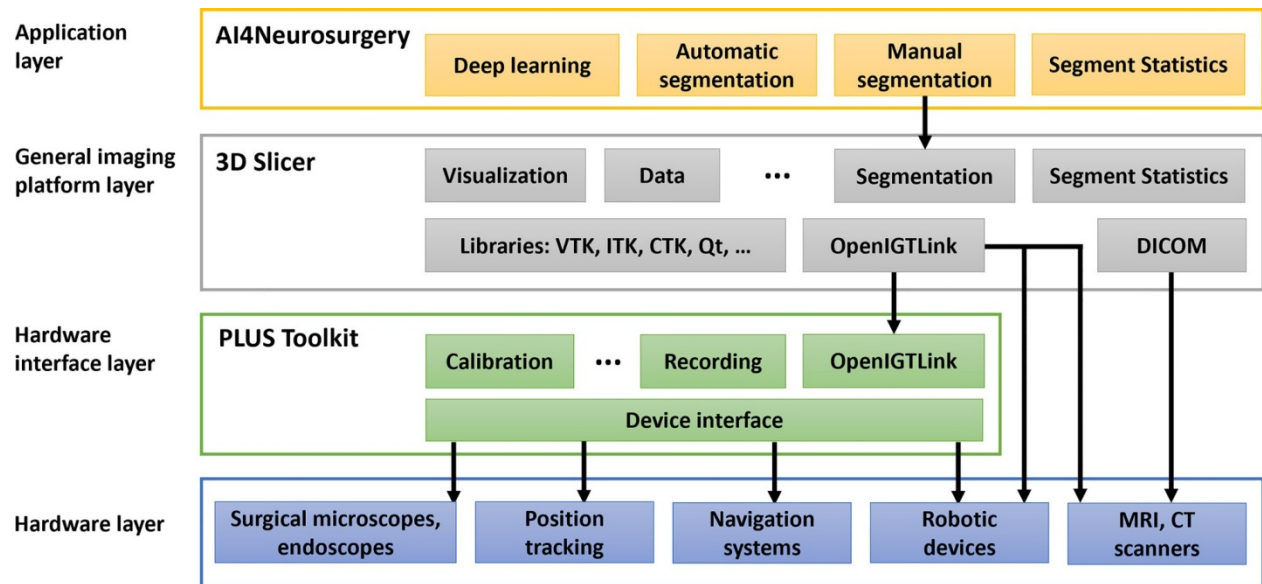 Application
layer
AI4Neurosurgery
Deep learning
Automatic
segmentation
Manual
segmentation
Segment Statistics
General imaging
platform layer
3D Slicer
Visualization
Data
...
Segmentation
Segment Statistics
Libraries: VTK, ITK, CTK, Qt, ...
OpenIGTLink
DICOM
Hardware
interface layer
PLUS Toolkit
Calibration
...
Recording
OpenIGTLink
Device interface
Hardware layer
Surgical microscopes,
endoscopes
Position
tracking
Navigation
systems
Robotic
devices
MRI, CT
scanners